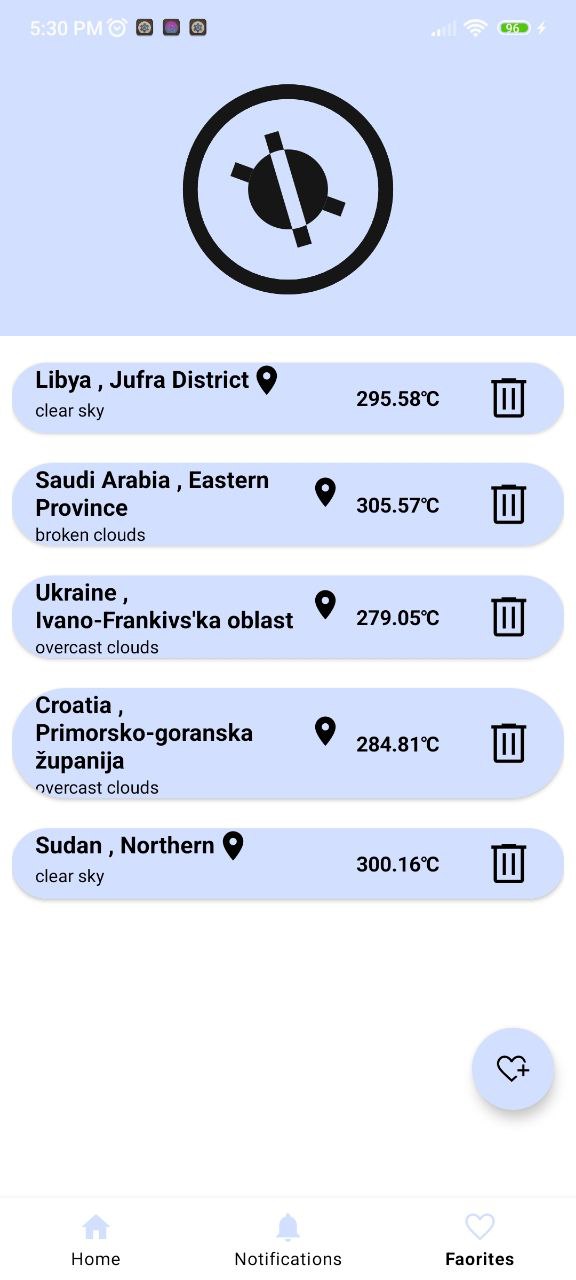 5:30 PM
96
Libya , Jufra District
clear sky
295.58℃
Saudi Arabia , Eastern
Province
broken clouds
305.57℃
Ukraine ,
Ivano-Frankivs'ka oblast
overcast clouds
279.05℃
Croatia ,
Primorsko-goranska
županija
overcast clouds
284.81℃
Sudan , Northern
clear sky
300.16℃
Home
Notifications
Faorites